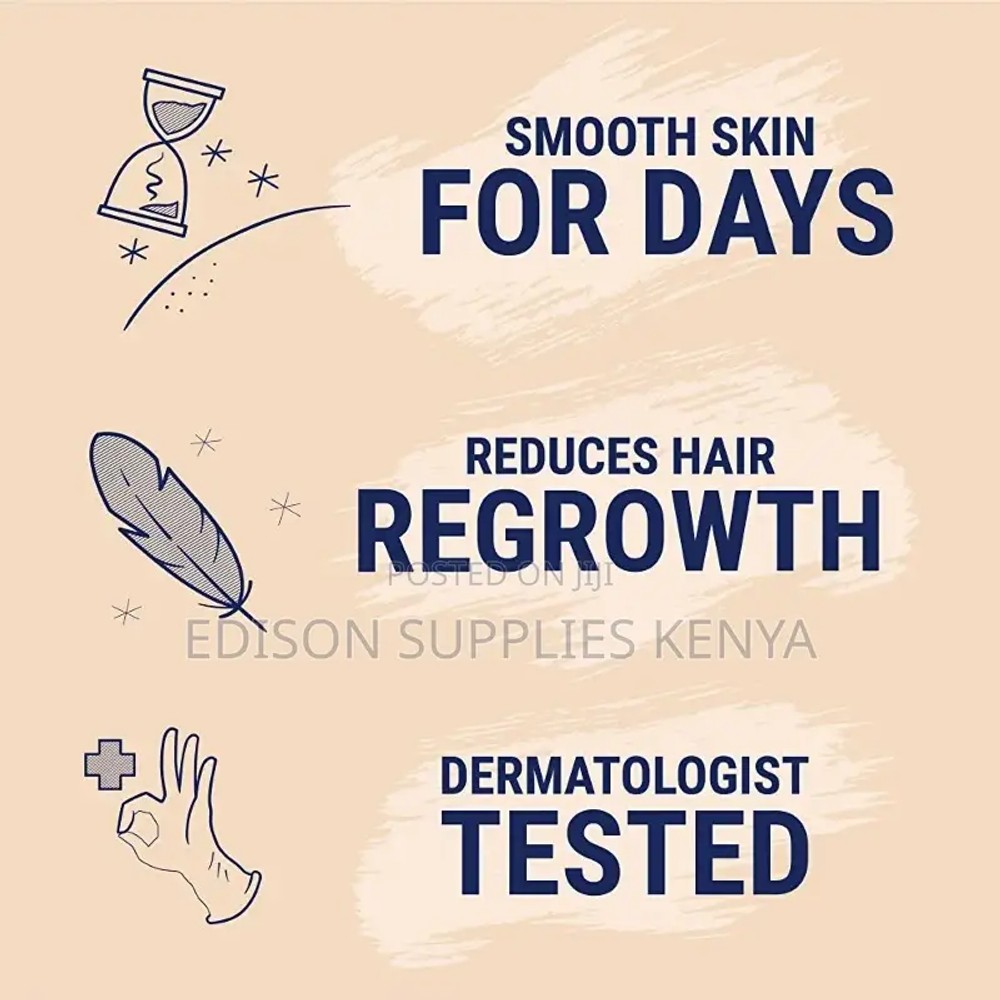 SMOOTH SKIN
FOR DAYS
REDUCES HAIR
REGROWTH
POSTED ON JIJI
EDISON SUPPLIES KENYA
DERMATOLOGIST
TESTED